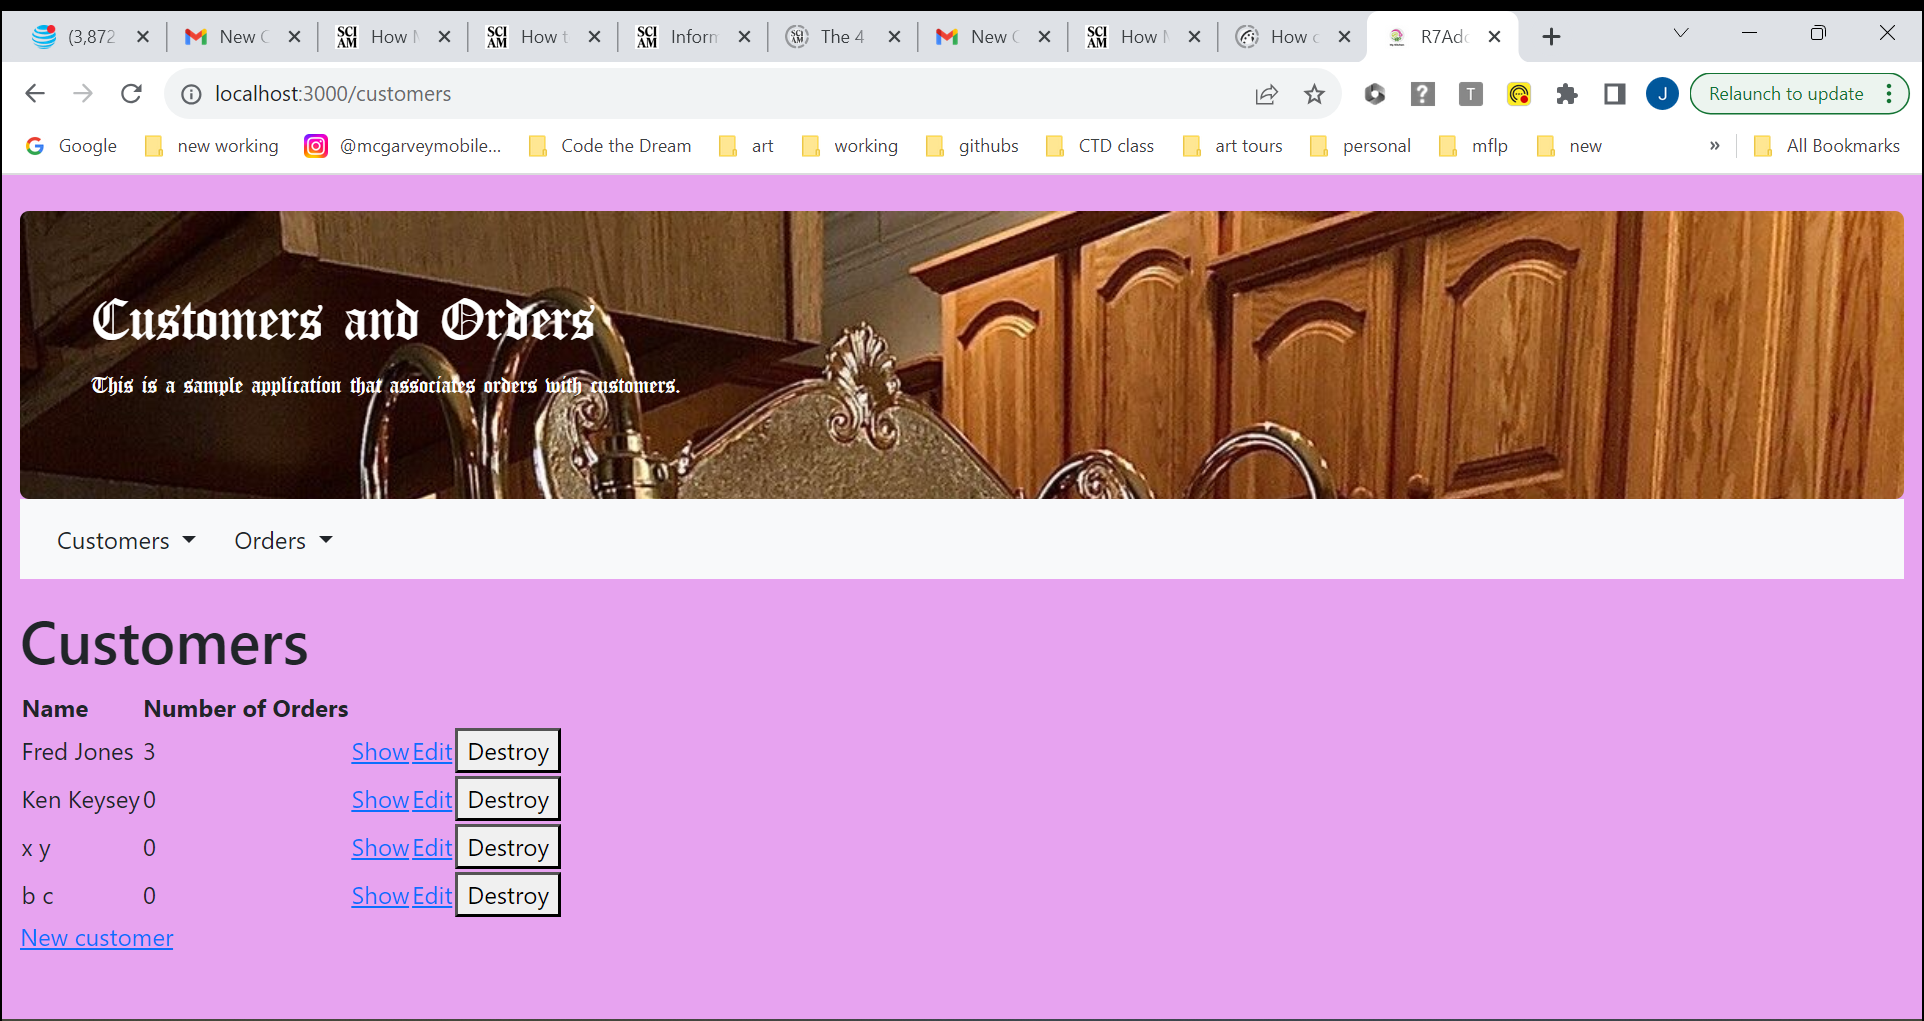 (3,872 New C SCI AM How M SCI AM How t SCI AM Inform SCI AM The 4 New C SCI AM How M How c R7Add
localhost:3000/customers ? T J Relaunch to update
Google new working @mcgarveymobile... Code the Dream art working githubs CTD class art tours personal mflp new » All Bookmarks
Customers and Orders
This is a sample application that associates orders with customers.
Customers Orders
Customers
Name Number of Orders
Fred Jones 3 Show Edit Destroy
Ken Keysey 0 Show Edit Destroy
x y 0 Show Edit Destroy
b c 0 Show Edit Destroy
New customer